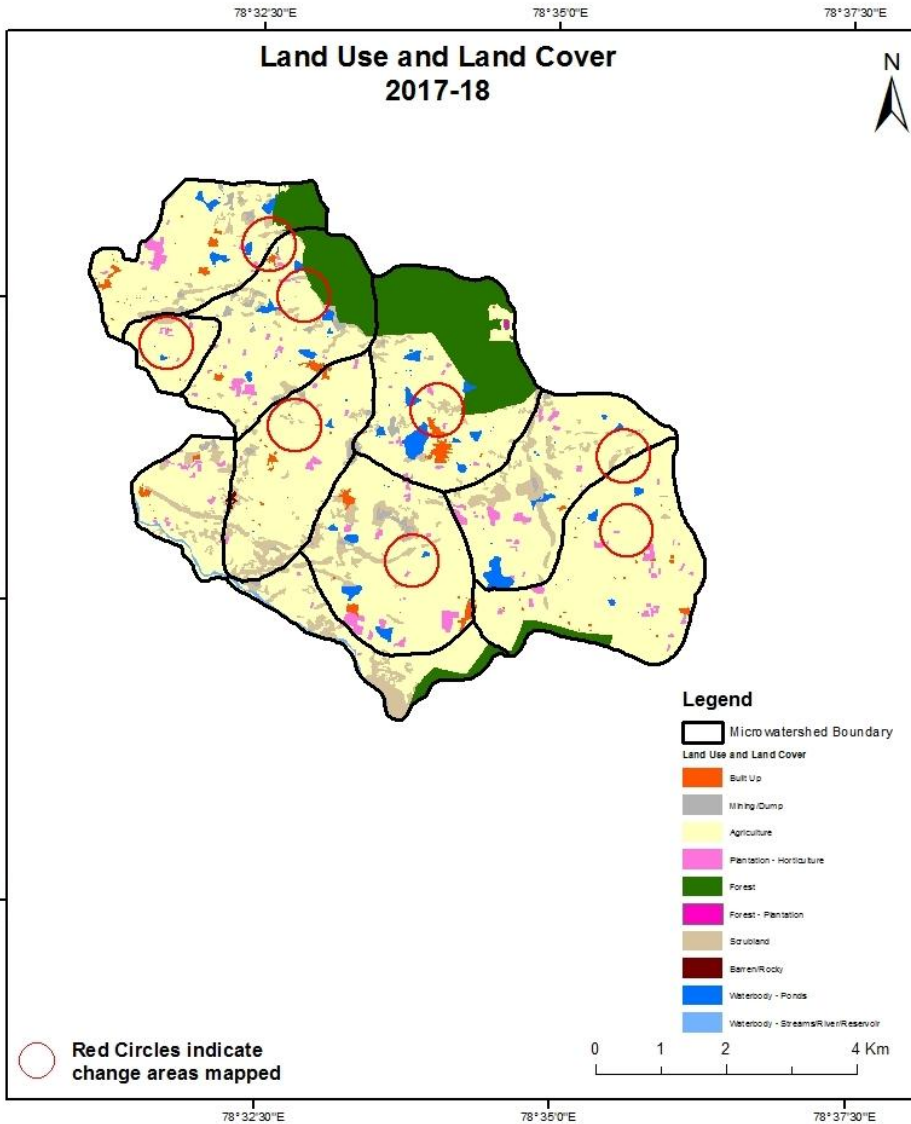 78°32'30"E
78°35'0"E
78°37'30"E
Land Use and Land Cover
2017-18
N
Legend
Microwatershed Boundary
Land Use and Land Cover
Built Up
Mining/Dump
Agriculture
Plantation - Horticulture
Forest
Forest - Plantation
Scrubland
Barren/Rocky
Waterbody - Ponds
Waterbody - Streams/River/Reservoir
Red Circles indicate
change areas mapped
0 1 2 4 Km
78°32'30"E
78°35'0"E
78°37'30"E